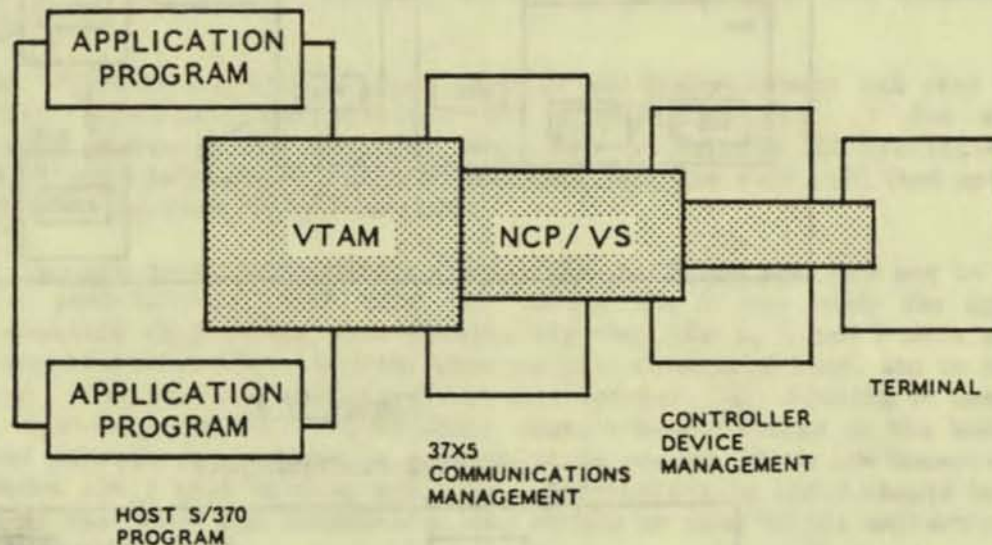 APPLICATION
PROGRAM
VTAM
NCP/VS
APPLICATION
PROGRAM
HOST S/370
PROGRAM
37X5
COMMUNICATIONS
MANAGEMENT
CONTROLLER
DEVICE
MANAGEMENT
TERMINAL